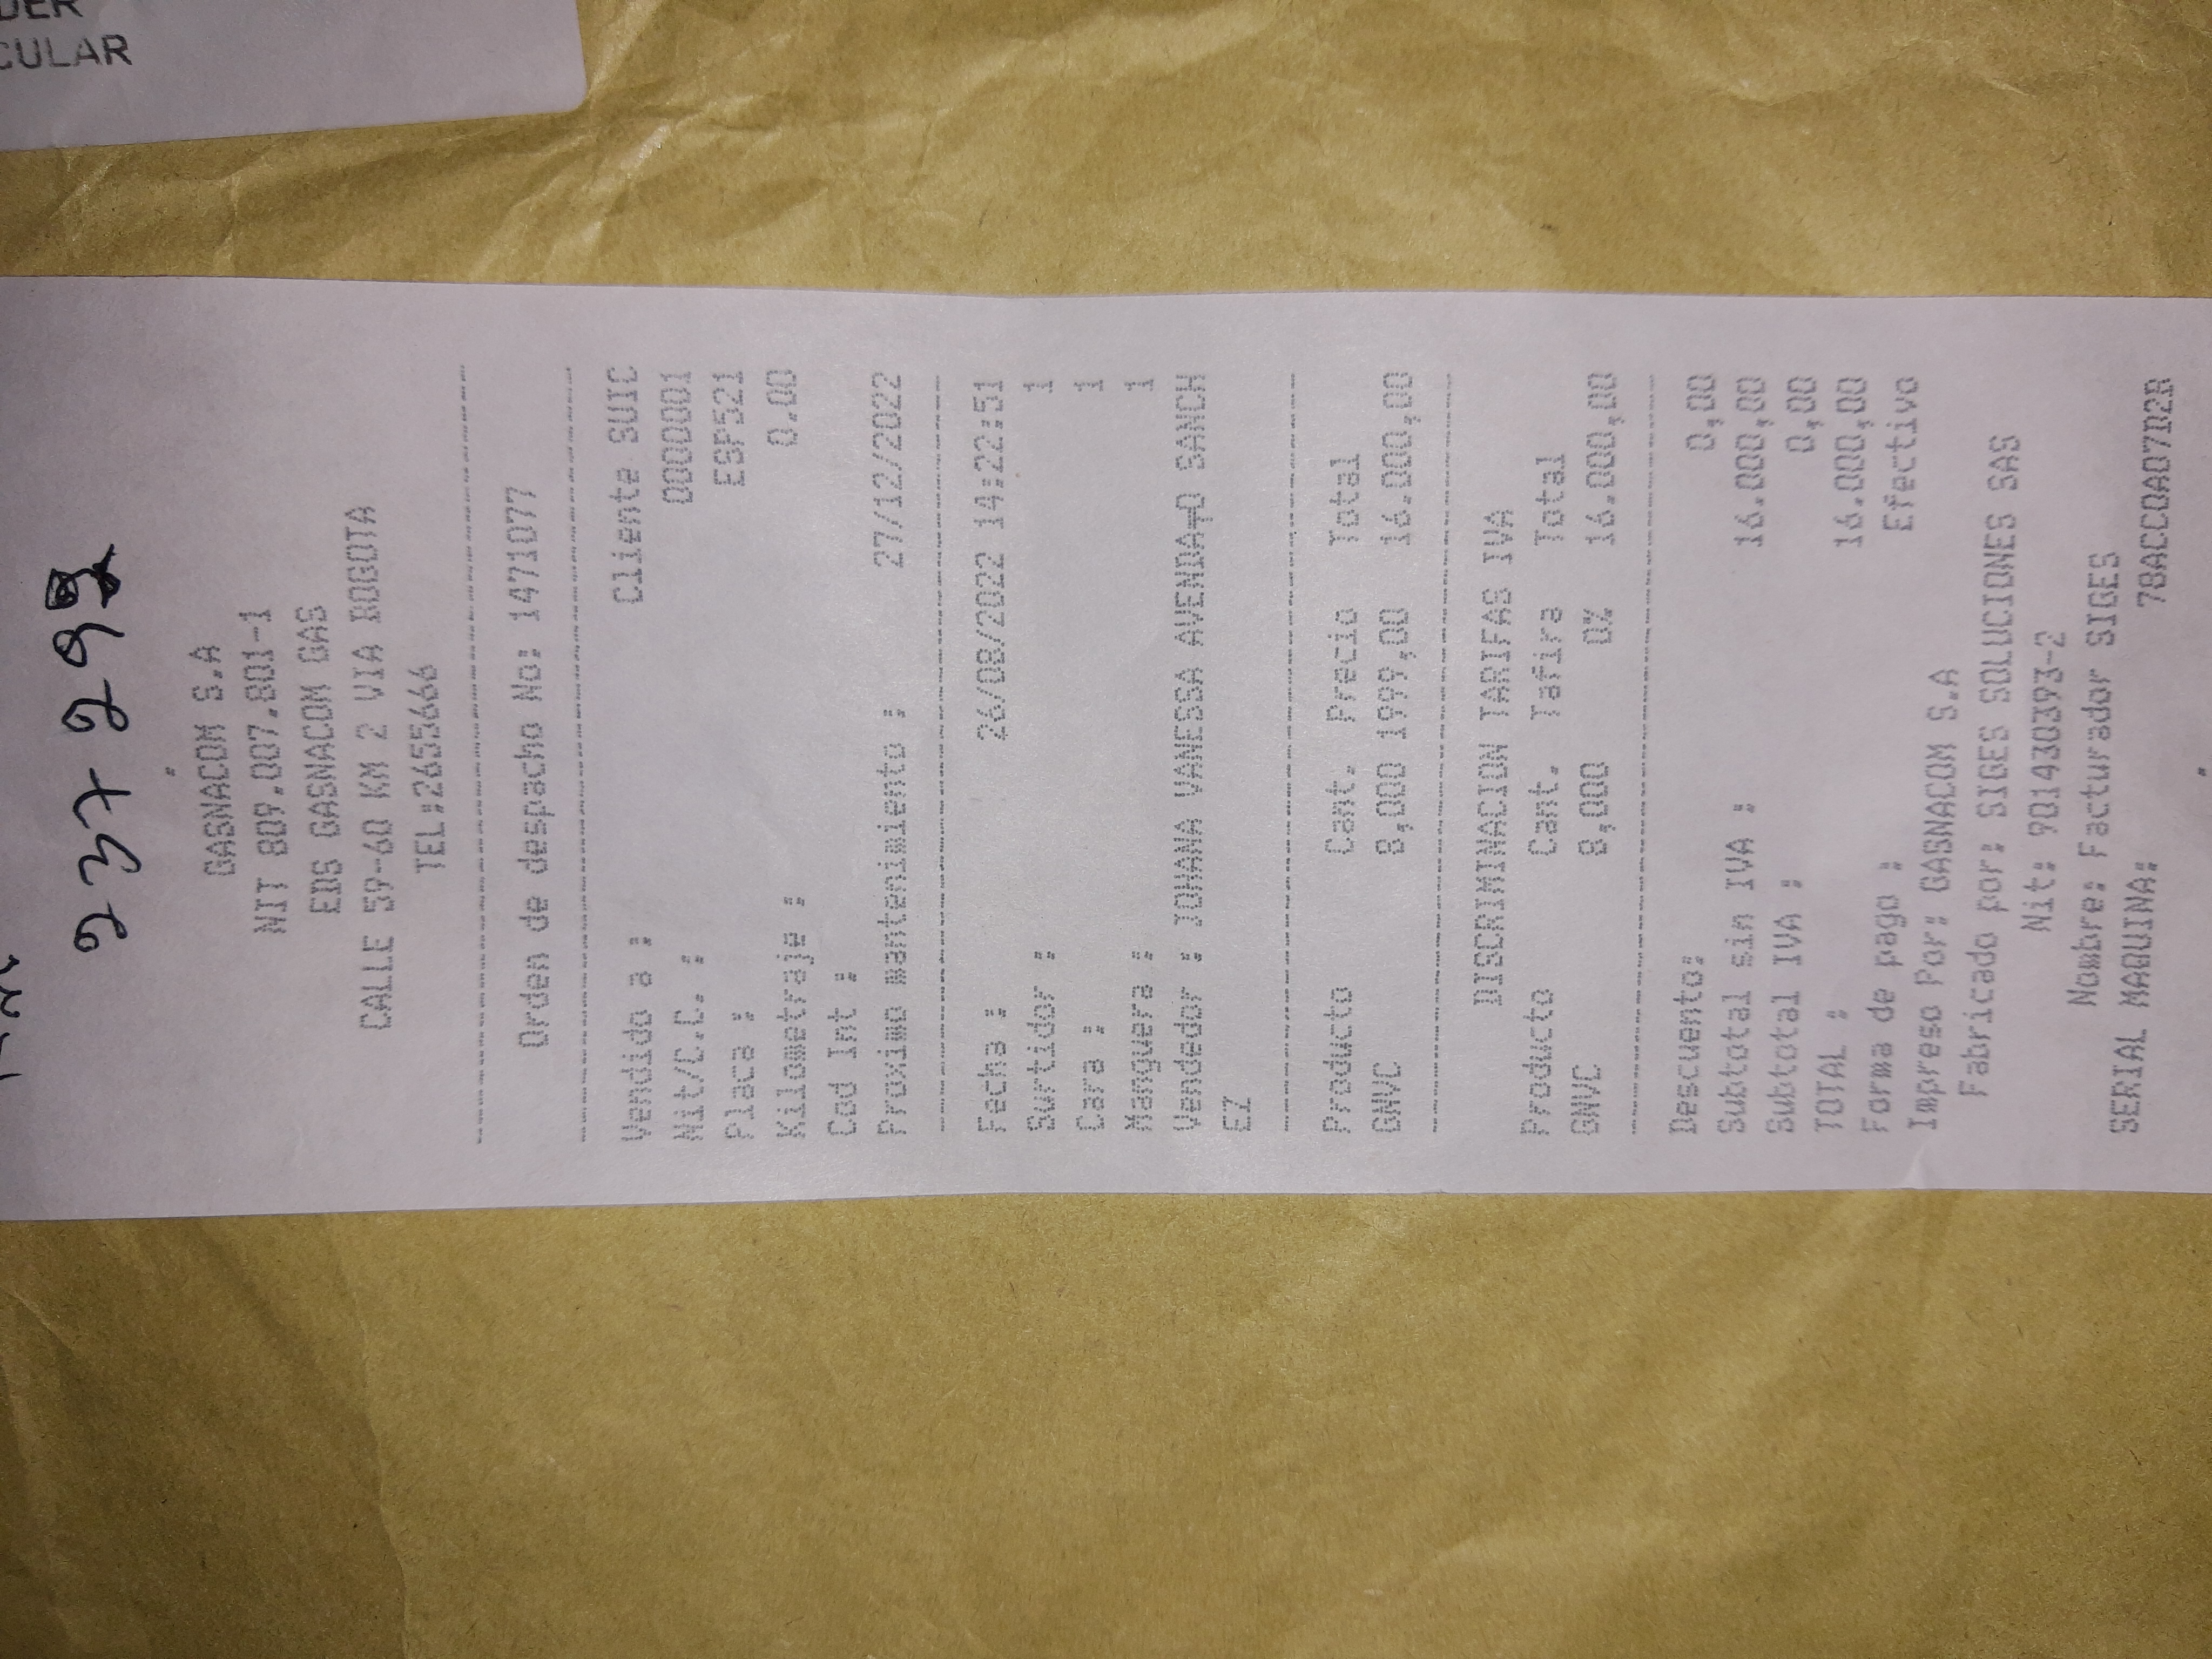 DER
CULAR
GASNACOM S.A
NIT 809.007.801-1
EDS GASNACOM GAS
CALLE 59-60 KM 2 VIA BOGOTA
TEL:2655666
Orden de despacho No: 1471077
Vendido a : Cliente SUIC
Nit/C.C. : 0000001
Placa : ESP521
Kilometraje : 0.00
Cod Int :
Proximo mantenimiento : 27/12/2022
Fecha : 26/08/2022 14:22:51
Surtidor : 1
Cara : 1
Manguera : 1
Vendedor : JOHANA VANESSA AVENDA¬O SANCH
EZ
Producto Cant. Precio Total
GNVC 8,000 1999,00 16.000,00
DISCRIMINACION TARIFAS IVA
Producto Cant. Tafira Total
GNVC 8,000 0% 16.000,00
Descuento: 0,00
Subtotal sin IVA : 16.000,00
Subtotal IVA : 0,00
TOTAL : 16.000,00
Forma de pago : Efectivo
Impreso Por: GASNACOM S.A
Fabricado por: SIGES SOLUCIONES SAS
Nit: 901430393-2
Nombre: Facturador SIGES
SERIAL MAQUINA: 78ACC0A07D2B